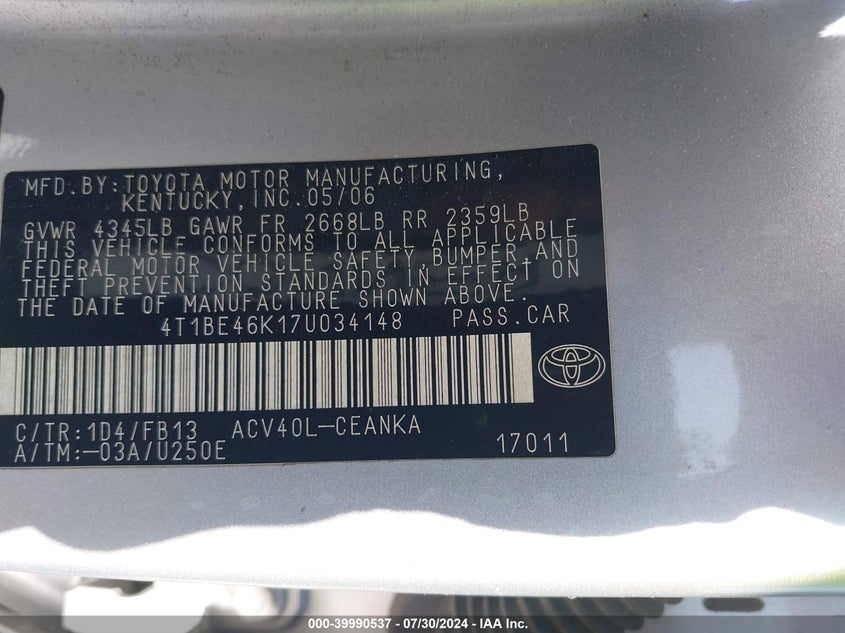 MFD. BY: TOYOTA MOTOR MANUFACTURING,
KENTUCKY, INC. 05/06
GVWR 4345LB GAWR FR 2668LB RR 2359LB
THIS VEHICLE CONFORMS TO ALL APPLICABLE
FEDERAL MOTOR VEHICLE SAFETY, BUMPER, AND
THEFT PREVENTION STANDARDS IN EFFECT ON
THE DATE OF MANUFACTURE SHOWN ABOVE.
4T1BE46K17U034148 PASS. CAR
C/TR: 1D4/FB13 ACV40L-CEANKA
A/TM: -03A/U250E 17011
000-39990537 - 07/30/2024 - IAA Inc.